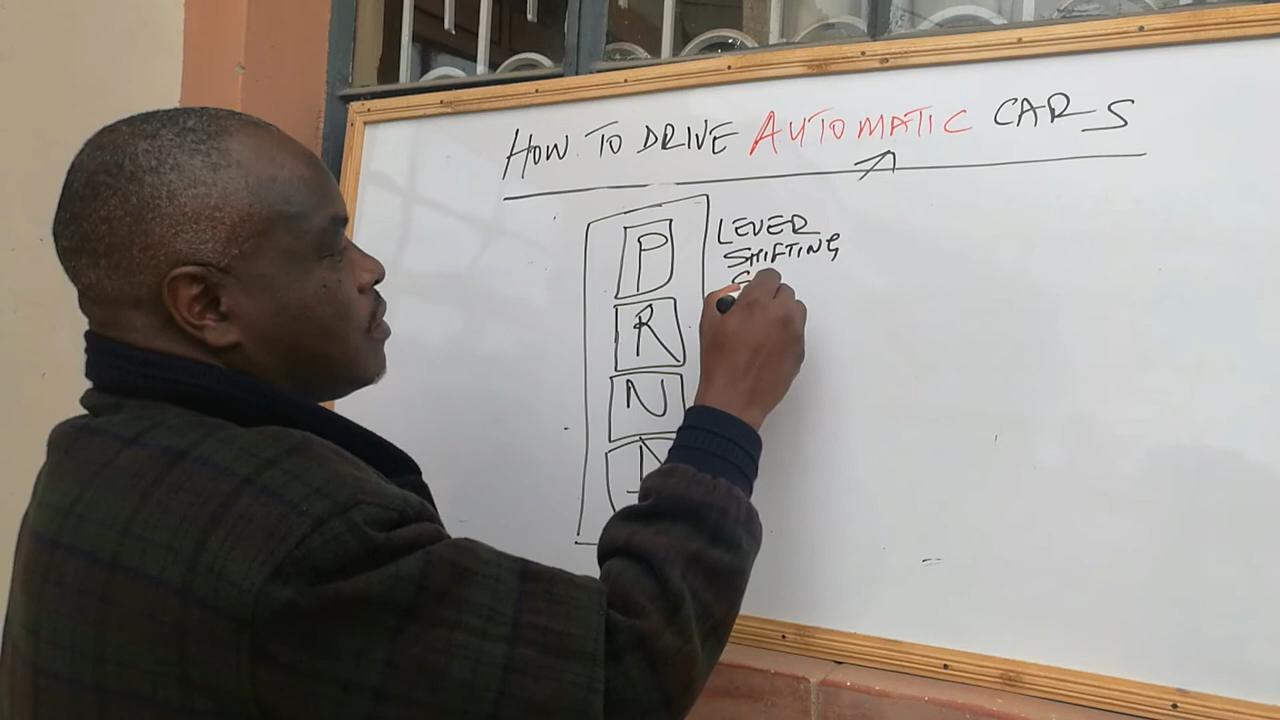 HOW TO DRIVE AUTOMATIC CARS
P
LEVER
SHIFTING
R
N